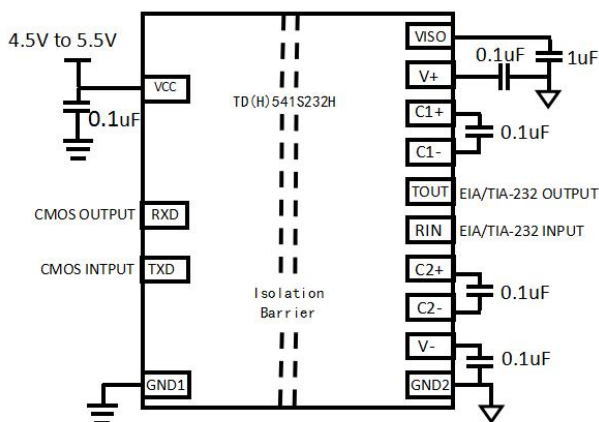 4.5V to 5.5V
VCC
0.1uF
TD(H)541S232H
VISO
0.1uF
1uF
V+
C1+
0.1uF
C1-
TOUT
EIA/TIA-232 OUTPUT
CMOS OUTPUT
RXD
RIN
EIA/TIA-232 INPUT
CMOS INTPUT
TXD
C2+
0.1uF
C2-
Isolation
Barrier
V-
0.1uF
GND1
GND2